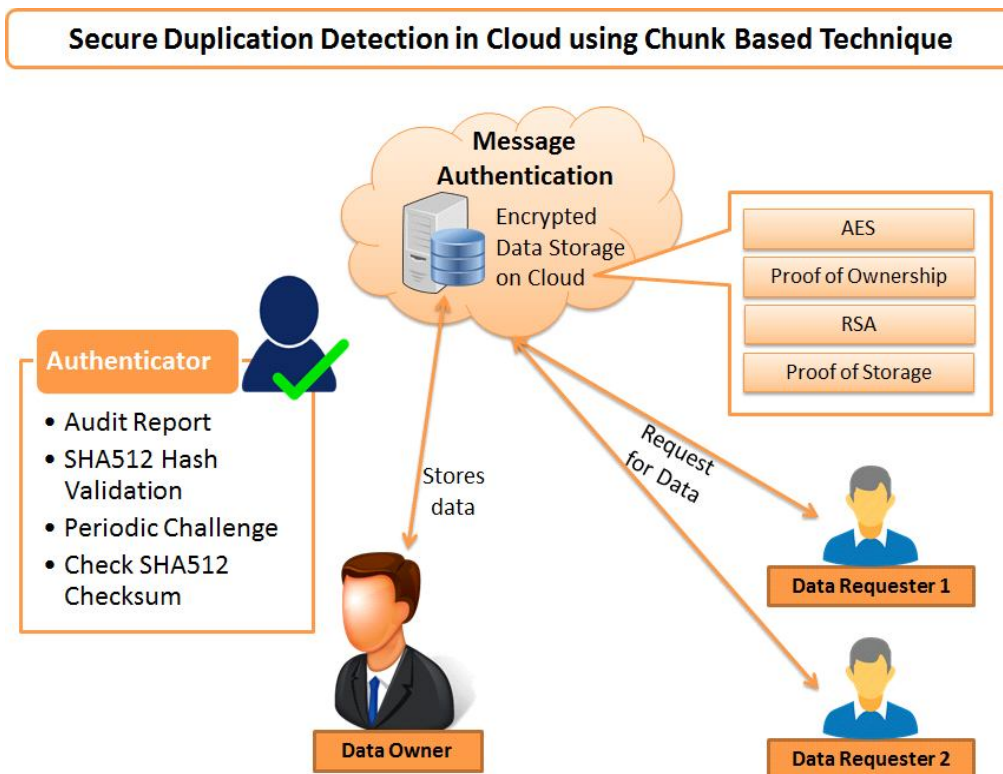 Secure Duplication Detection in Cloud using Chunk Based Technique
Message
Authentication
Encrypted
Data Storage
on Cloud
AES
Proof of Ownership
RSA
Proof of Storage
Authenticator
• Audit Report
• SHA512 Hash
Validation
• Periodic Challenge
• Check SHA512
Checksum
Stores
data
Request
for Data
Data Requester 1
Data Owner
Data Requester 2